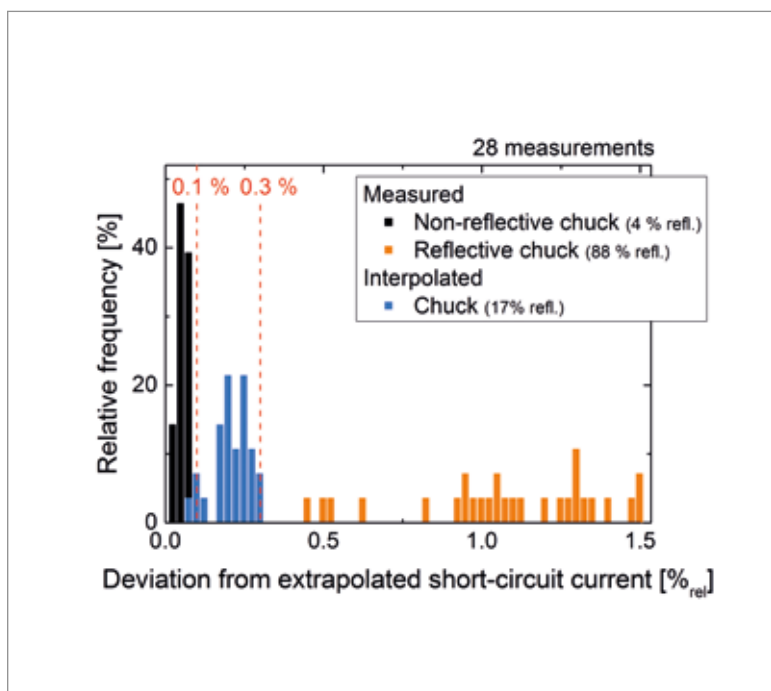 28 measurements
0.1 % 0.3 %
Measured
Non-reflective chuck (4 % refl.)
Reflective chuck (88 % refl.)
Interpolated
Chuck (17% refl.)
Relative frequency [%]
40
20
0
0.0 0.5 1.0 1.5
Deviation from extrapolated short-circuit current [%rel]